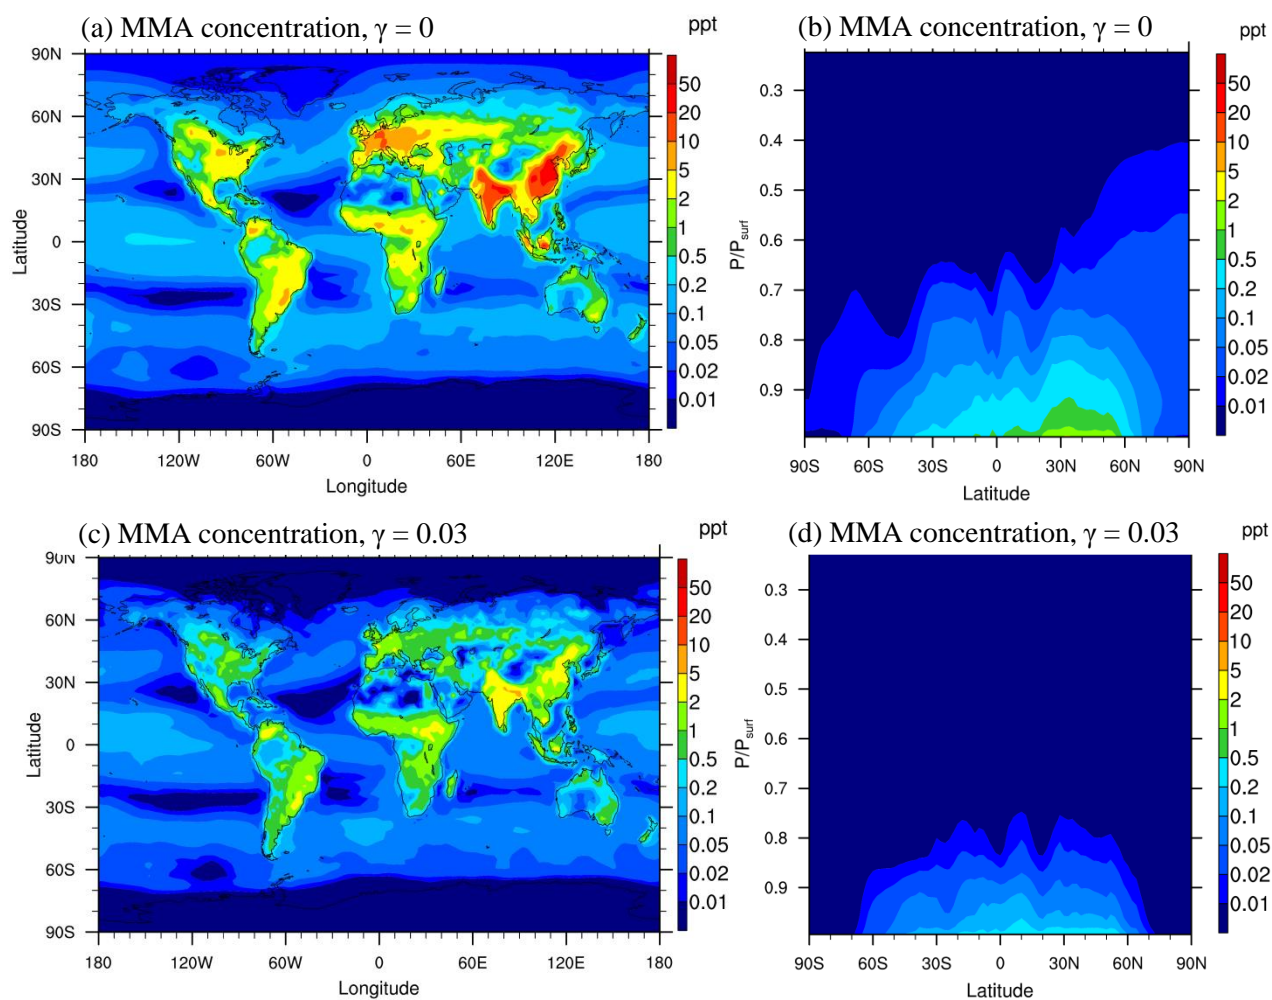 (a) MMA concentration, γ = 0
ppt
90N
60N
30N
0
30S
60S
90S
Latitude
180
120W
60W
0
60E
120E
180
Longitude
50
20
10
5
2
1
0.5
0.2
0.1
0.05
0.02
0.01
(b) MMA concentration, γ = 0
ppt
0.3
0.4
0.5
0.6
0.7
0.8
0.9
P/Psurf
90S
60S
30S
0
30N
60N
90N
Latitude
50
20
10
5
2
1
0.5
0.2
0.1
0.05
0.02
0.01
(c) MMA concentration, γ = 0.03
ppt
90N
60N
30N
0
30S
60S
90S
Latitude
180
120W
60W
0
60E
120E
180
Longitude
50
20
10
5
2
1
0.5
0.2
0.1
0.05
0.02
0.01
(d) MMA concentration, γ = 0.03
ppt
0.3
0.4
0.5
0.6
0.7
0.8
0.9
P/Psurf
90S
60S
30S
0
30N
60N
90N
Latitude
50
20
10
5
2
1
0.5
0.2
0.1
0.05
0.02
0.01